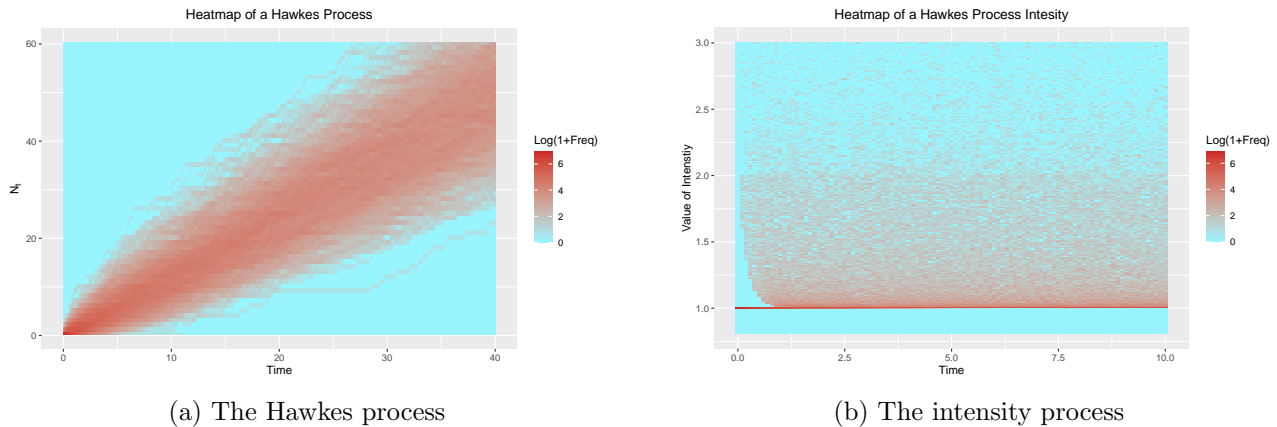 Heatmap of a Hawkes Process
60
40
20
0
N_t
0 10 20 30 40
Time
Log(1+Freq)
6
4
2
0
(a) The Hawkes process
Heatmap of a Hawkes Process Intesity
3.0
2.5
2.0
1.5
1.0
Value of Intenstiy
0.0 2.5 5.0 7.5 10.0
Time
Log(1+Freq)
6
4
2
0
(b) The intensity process